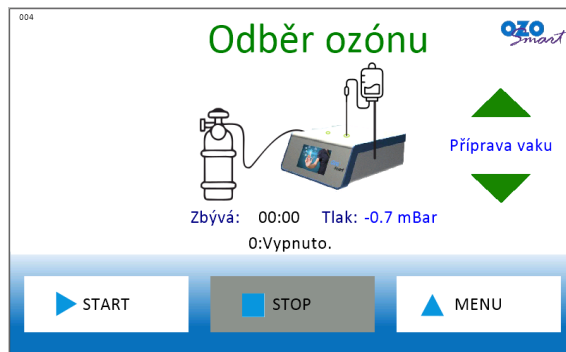 004
Odběr ozónu
OZO
Smart
Příprava vaku
Zbývá: 00:00 Tlak: -0.7 mBar
0:Vypnuto.
START STOP MENU